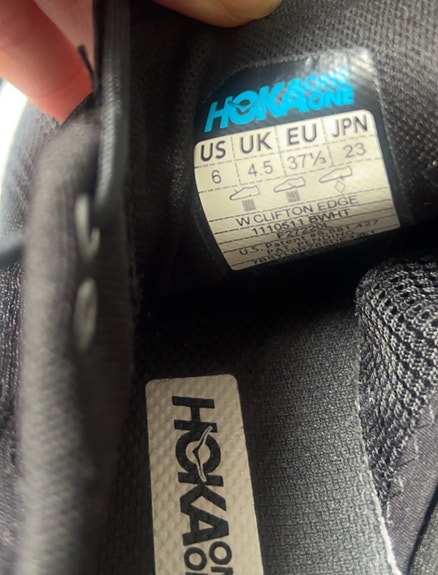 HOKA ONE ONE
US UK EU JPN
6 4.5 37⅓ 23
W CLIFTON EDGE
1110511 BWHT
F27220L
HOKA ONE ONE